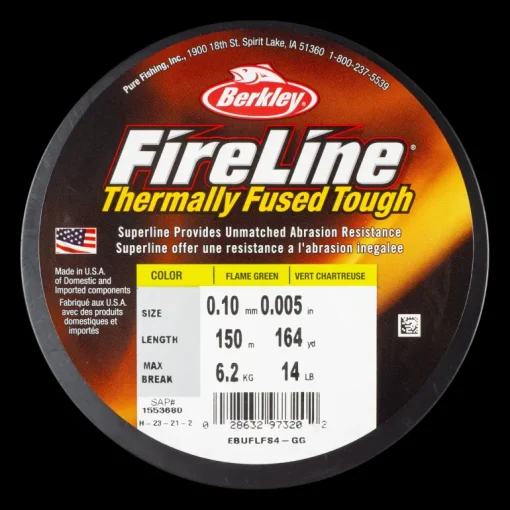 Pure Fishing, Inc., 1900 18th St. Spirit Lake, IA 51360 1-800-237-5539
Berkley
FireLine®
Thermally Fused Tough
Superline Provides Unmatched Abrasion Resistance
Superline offer une resistance a l'abrasion inegalee
Made in U.S.A.
of Domestic and
Imported components
Fabriqué aux U.S.A.
avec des produits
domestiques et
importés
COLOR FLAME GREEN VERT CHARTREUSE
SIZE 0.10 mm 0.005 in
LENGTH 150 m 164 yd
MAX
BREAK 6.2 KG 14 LB
SAP#
1553680
H-23-21-2
0 28632 97320 2
EBUFLFS4-GG